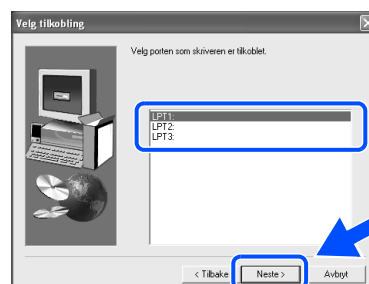 Velg tilkobling
Velg porten som skriveren er tilkoblet.
LPT1:
LPT2:
LPT3:
< Tilbake
Neste >
Avbryt